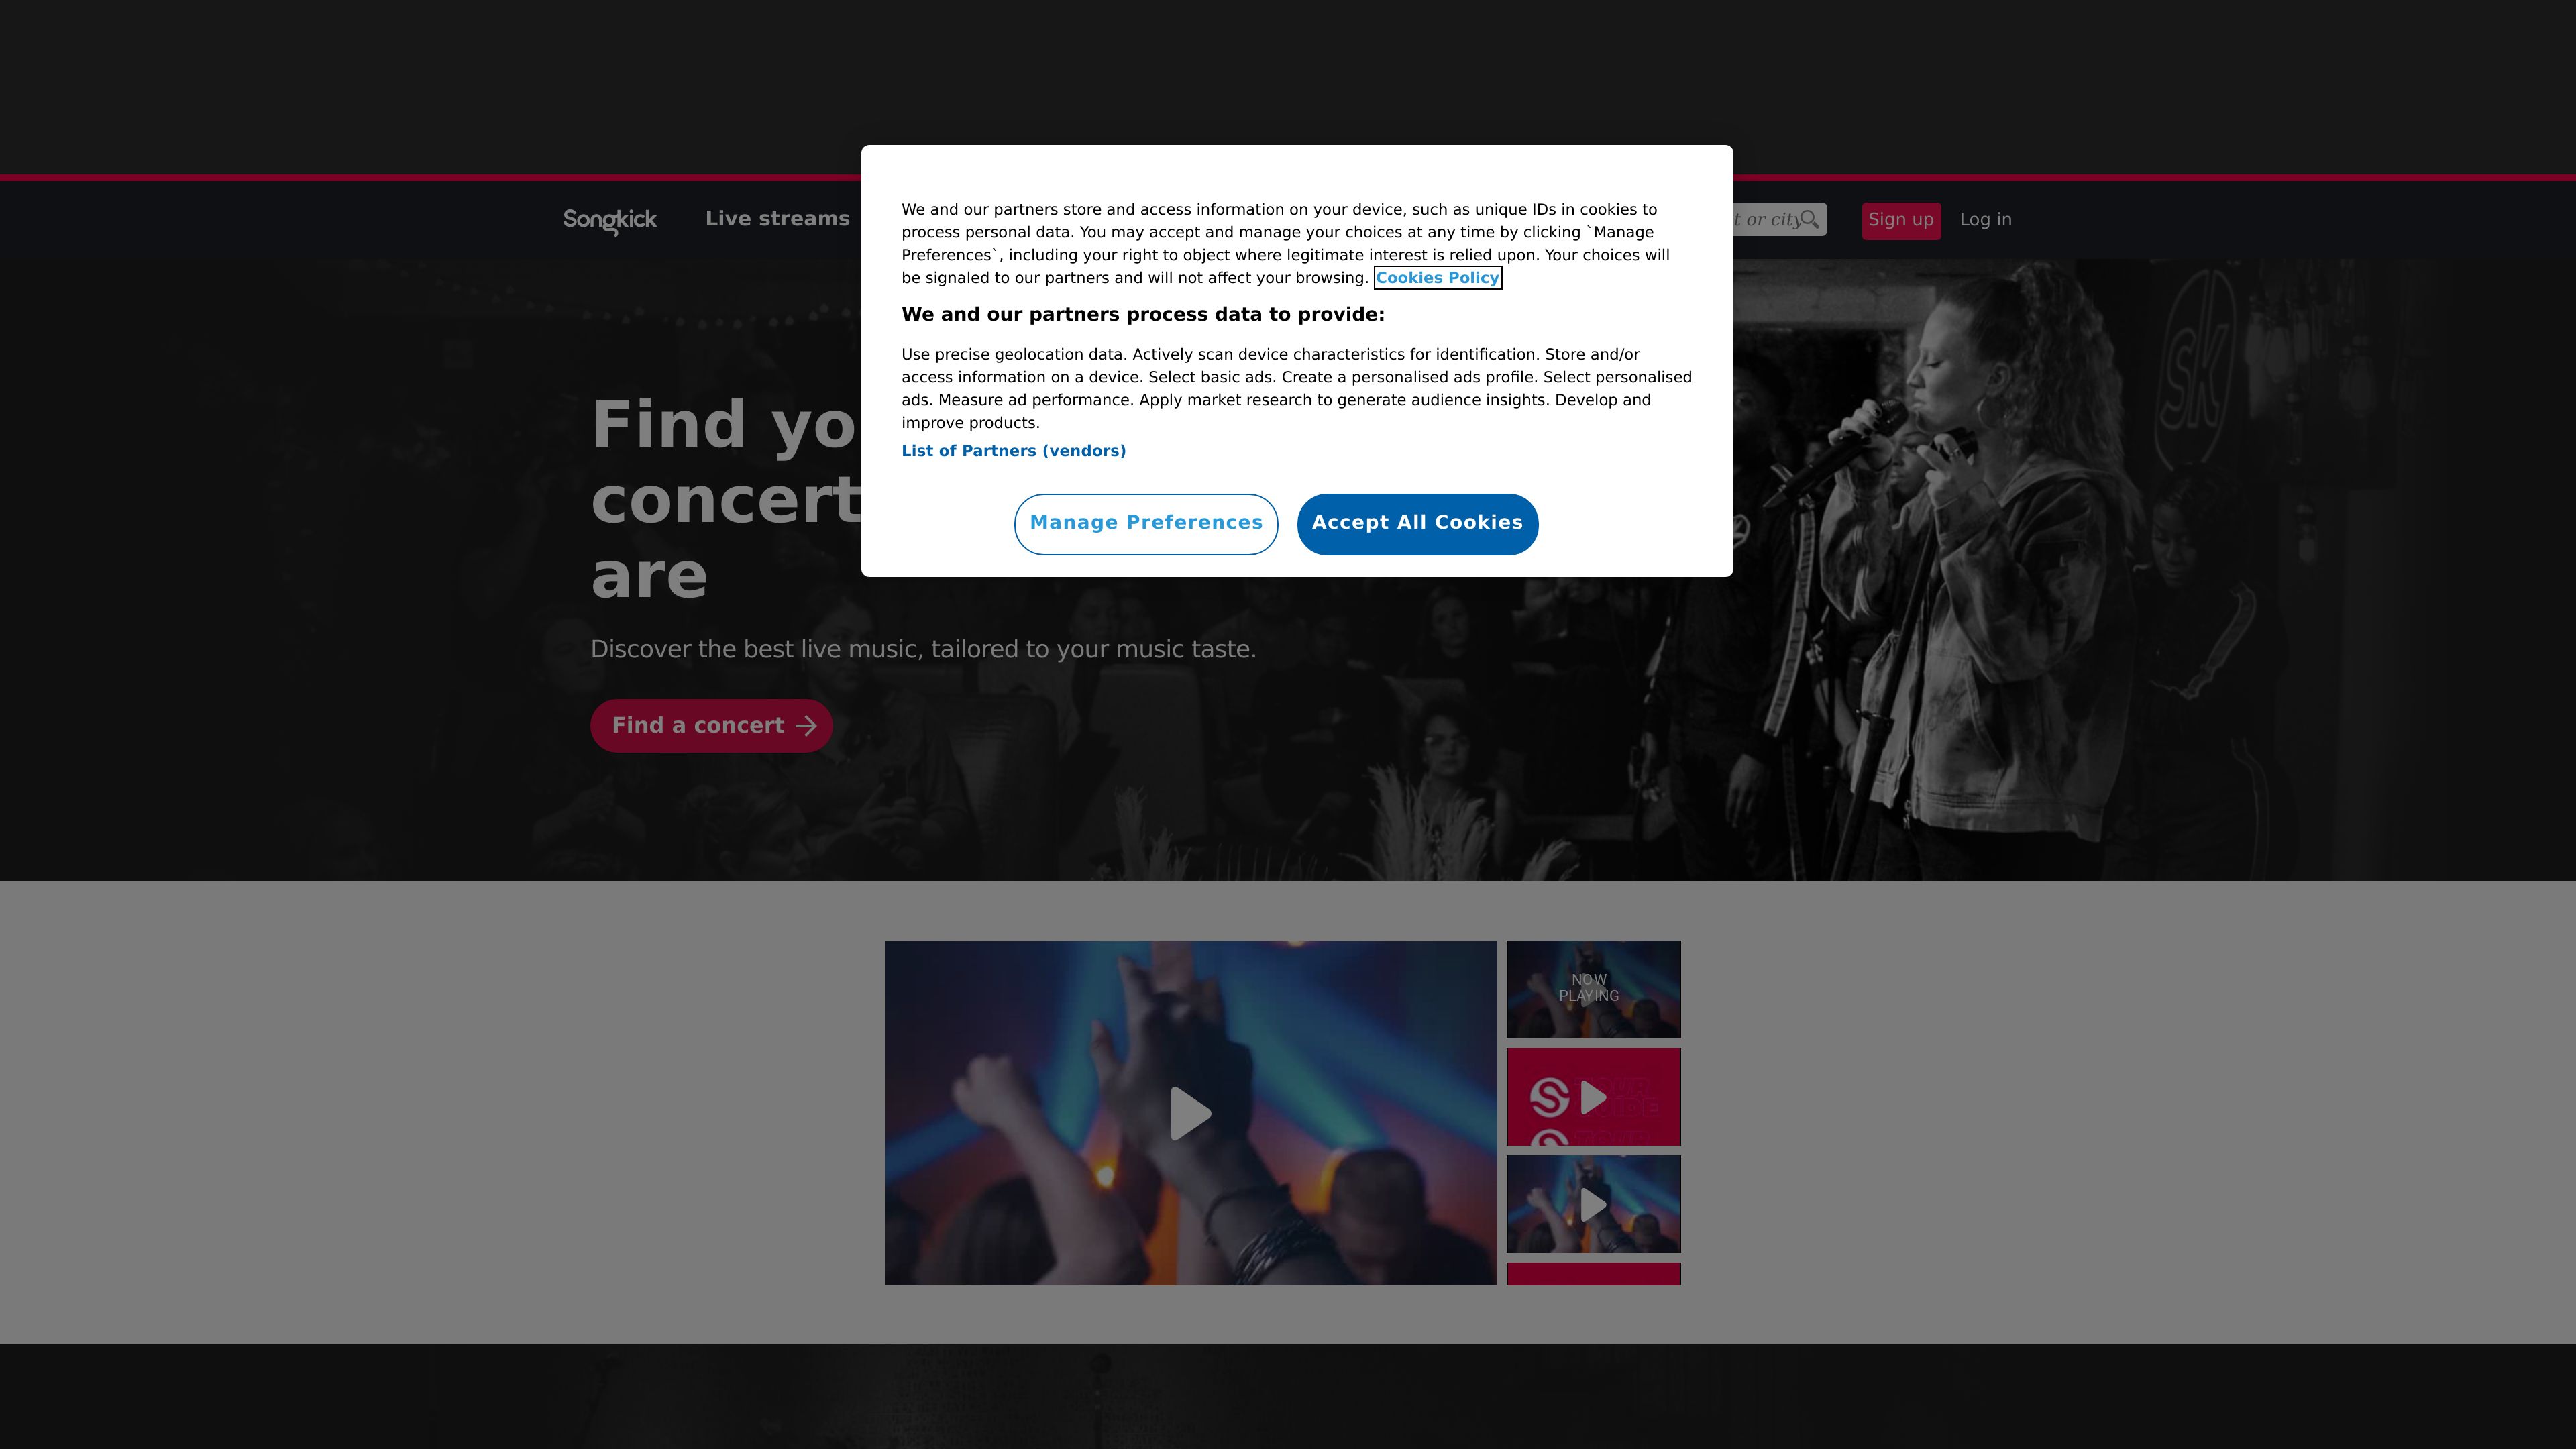 Songkick
Live streams
t or city
Sign up
Log in
We and our partners store and access information on your device, such as unique IDs in cookies to
process personal data. You may accept and manage your choices at any time by clicking `Manage
Preferences`, including your right to object where legitimate interest is relied upon. Your choices will
be signaled to our partners and will not affect your browsing. Cookies Policy
We and our partners process data to provide:
Use precise geolocation data. Actively scan device characteristics for identification. Store and/or
access information on a device. Select basic ads. Create a personalised ads profile. Select personalised
ads. Measure ad performance. Apply market research to generate audience insights. Develop and
improve products.
List of Partners (vendors)
Manage Preferences
Accept All Cookies
Find yo
concert
are
Discover the best live music, tailored to your music taste.
Find a concert
sk
NOW
PLAYING